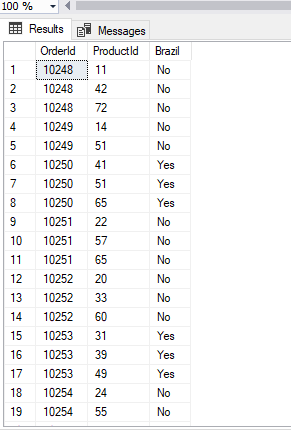 100 %
Results Messages
OrderId ProductId Brazil
1 10248 11 No
2 10248 42 No
3 10248 72 No
4 10249 14 No
5 10249 51 No
6 10250 41 Yes
7 10250 51 Yes
8 10250 65 Yes
9 10251 22 No
10 10251 57 No
11 10251 65 No
12 10252 20 No
13 10252 33 No
14 10252 60 No
15 10253 31 Yes
16 10253 39 Yes
17 10253 49 Yes
18 10254 24 No
19 10254 55 No